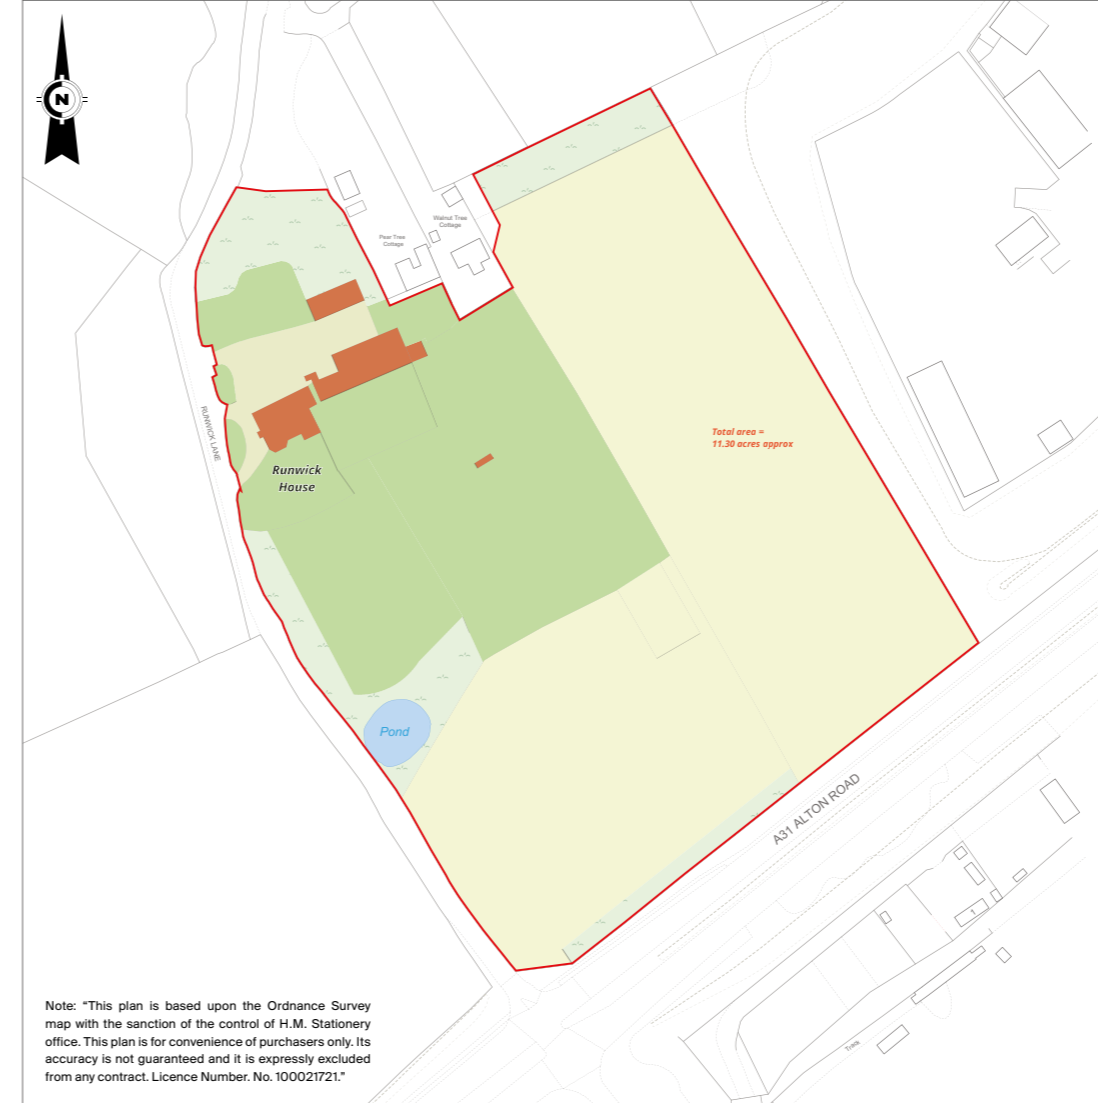 N
Pear Tree
Cottage
Walnut Tree
Cottage
RUNWICK LANE
Total area =
11.30 acres approx
Runwick
House
Pond
A31 ALTON ROAD
Note: “This plan is based upon the Ordnance Survey
map with the sanction of the control of H.M. Stationery
office. This plan is for convenience of purchasers only. Its
accuracy is not guaranteed and it is expressly excluded
from any contract. Licence Number. No. 100021721.”